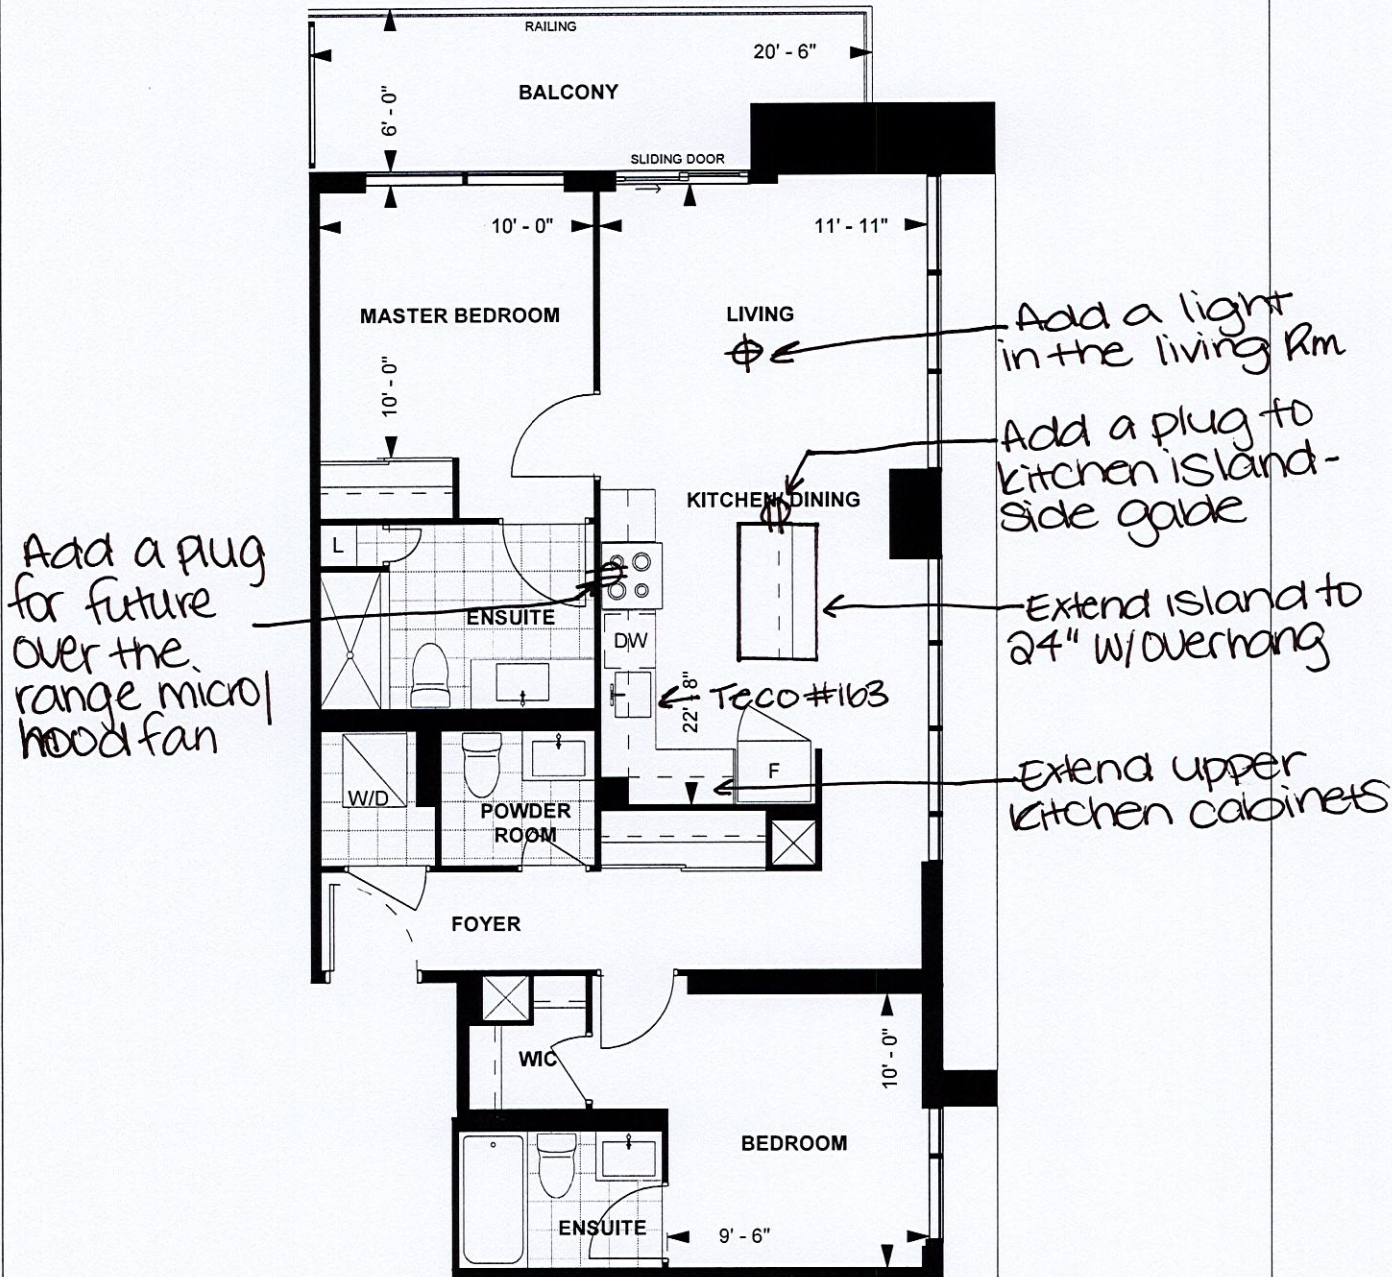 RAILING
20' - 6"
BALCONY
6' - 0"
SLIDING DOOR
10' - 0"
11' - 11"
MASTER BEDROOM
LIVING
10' - 0"
Add a light
in the living Rm
Add a plug to
kitchen island -
side gable
KITCHEN/DINING
L
Add a plug
for future
over the
range micro/
hood fan
ENSUITE
DW
Extend island to
24" w/overhang
22' - 8"
Teco #163
F
Extend upper
kitchen cabinets
W/D
POWDER
ROOM
FOYER
WIC
10' - 0"
BEDROOM
ENSUITE
9' - 6"